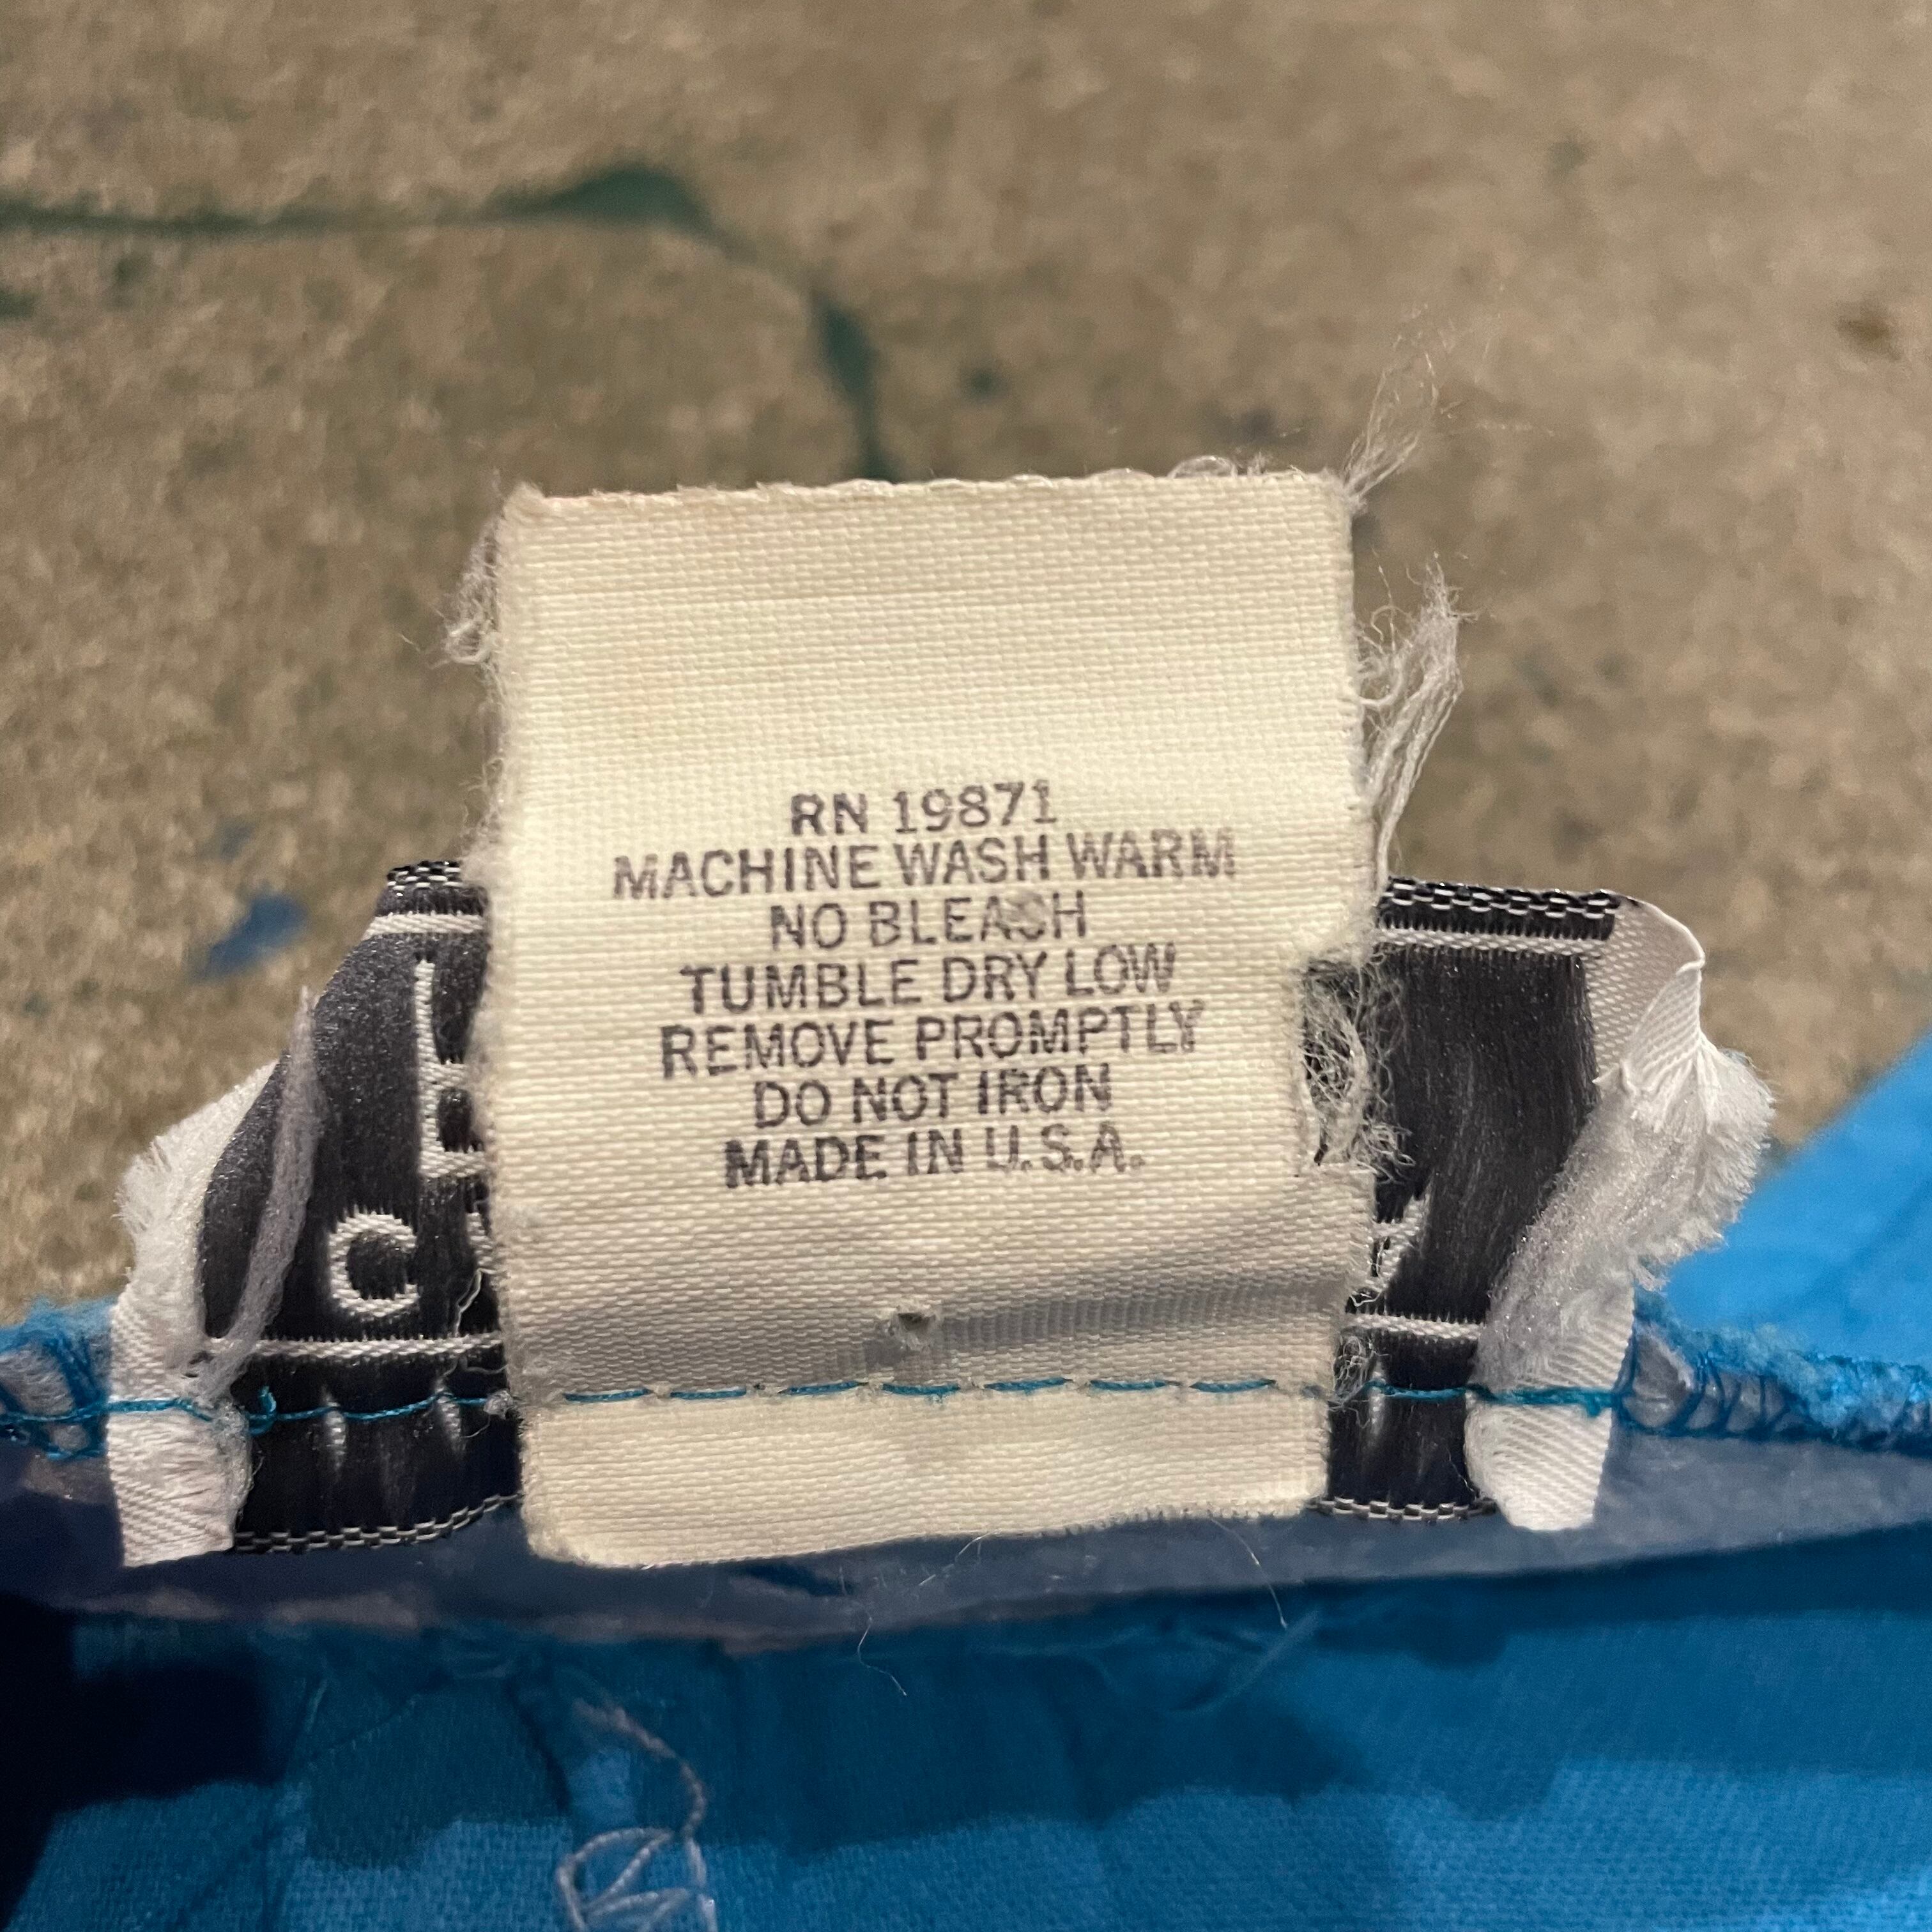 RN 19871
MACHINE WASH WARM
NO BLEACH
TUMBLE DRY LOW
REMOVE PROMPTLY
DO NOT IRON
MADE IN U.S.A.